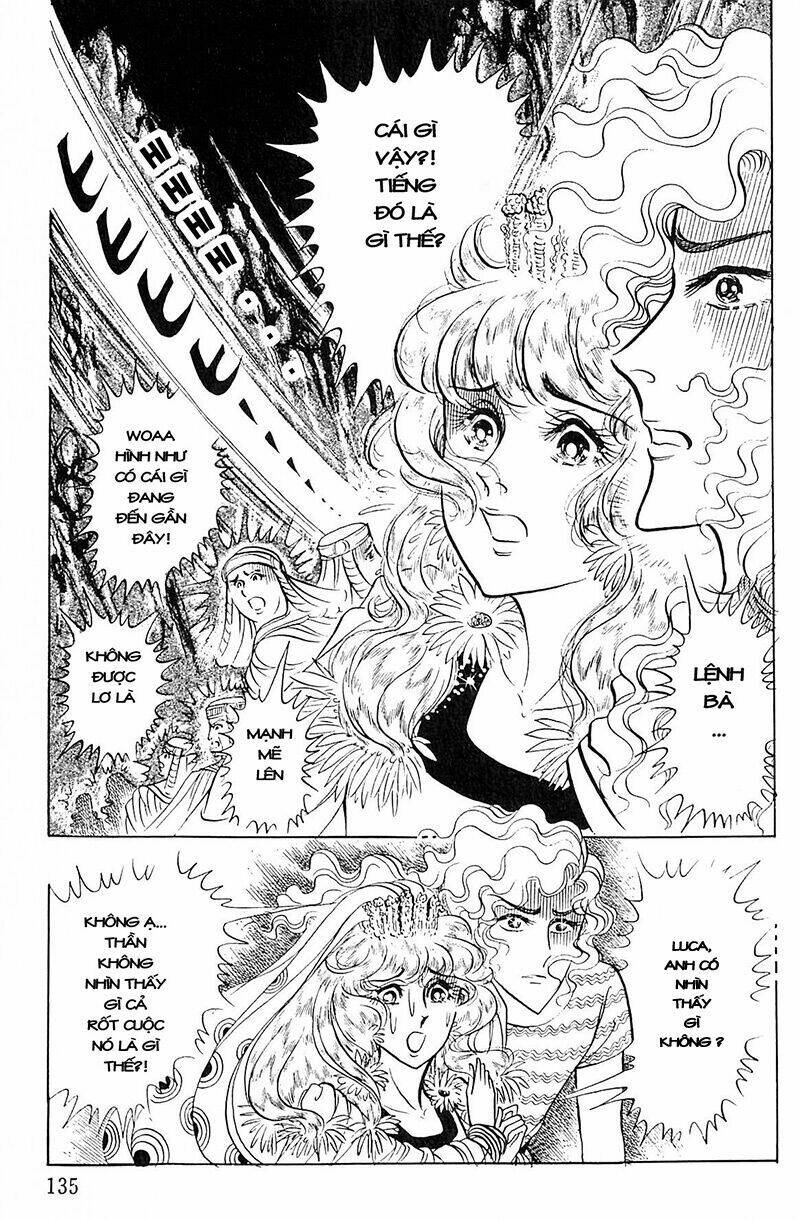 CÁI GÌ
VẬY?!
TIẾNG
ĐÓ LÀ
GÌ THẾ?
WOAA
HÌNH NHƯ
CÓ CÁI GÌ
ĐANG
ĐẾN GẦN
ĐÂY!
KHÔNG
ĐƯỢC
LƠ LÀ
MẠNH
MẼ
LÊN
LỆNH
BÀ
...
LUCA,
ANH CÓ
NHÌN
THẤY
GÌ
KHÔNG ?
KHÔNG Ạ...
THẦN
KHÔNG
NHÌN THẤY
GÌ CẢ
RỐT CUỘC
NÓ LÀ GÌ
THẾ?!
135